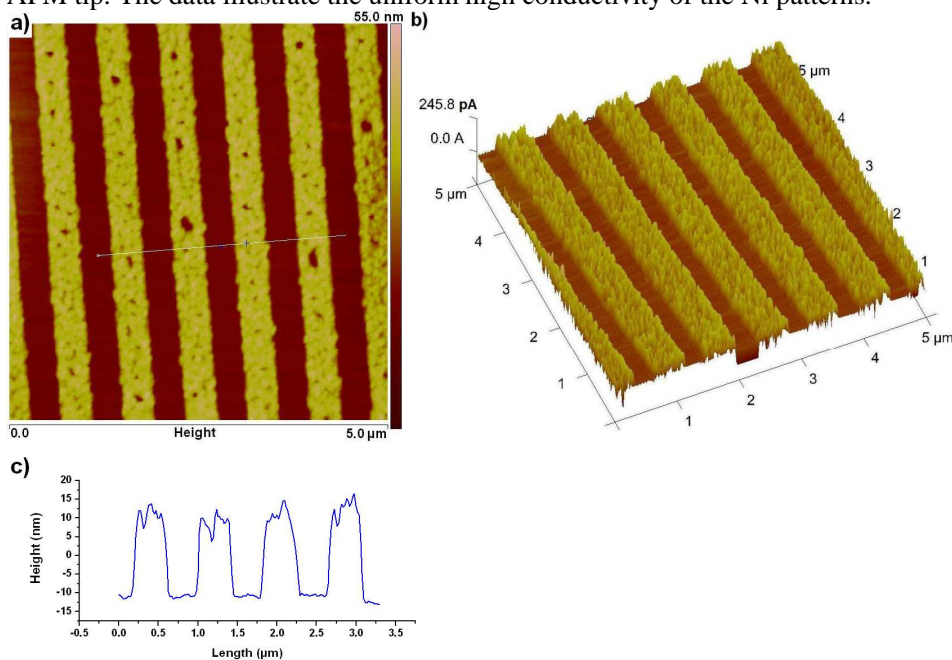 AFM tip. The data illustrate the uniform high conductivity of the Ni patterns.
a)
55.0 nm
0.0
Height
5.0 µm
b)
245.8 pA
0.0 A
5 µm
4
3
2
1
1
2
3
4
5 µm
1
2
3
4
5 µm
c)
Height (nm)
20
15
10
5
0
-5
-10
-15
-0.5 0.0 0.5 1.0 1.5 2.0 2.5 3.0 3.5
Length (µm)